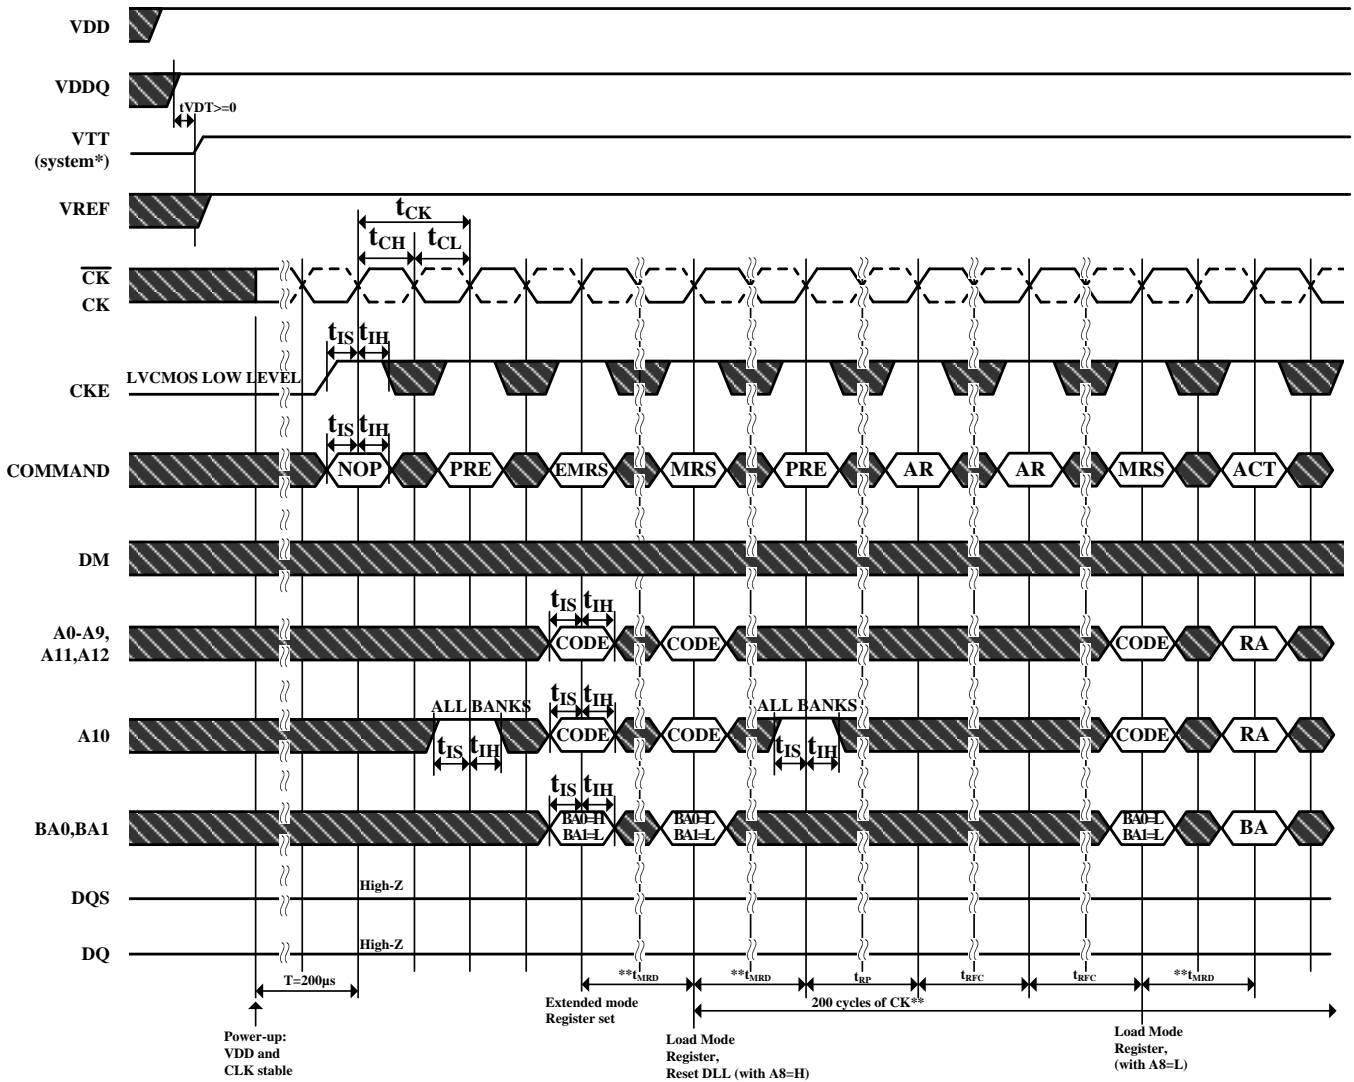 VDD
VDDQ
tVDT>=0
VTT
(system*)
VREF
tCK
tCH tCL
CK
CK
tIS tIH
LVCMOS LOW LEVEL
CKE
tIS tIH
COMMAND NOP PRE EMRS MRS PRE AR AR MRS ACT
DM
tIS tIH
A0-A9,
A11,A12
CODE CODE CODE RA
ALL BANKS tIS tIH ALL BANKS
A10 CODE CODE CODE RA
tIS tIH tIS tIH
tIS tIH
BA0,BA1
BA0=H BA0=L BA0=L
BA1=L BA1=L BA1=L
BA
High-Z
DQS
High-Z
DQ
T=200µs **tMRD **tMRD tRP tRFC tRFC **tMRD
200 cycles of CK**
Extended mode
Register set
Power-up:
VDD and
CLK stable
Load Mode
Register,
Reset DLL (with A8=H)
Load Mode
Register,
(with A8=L)